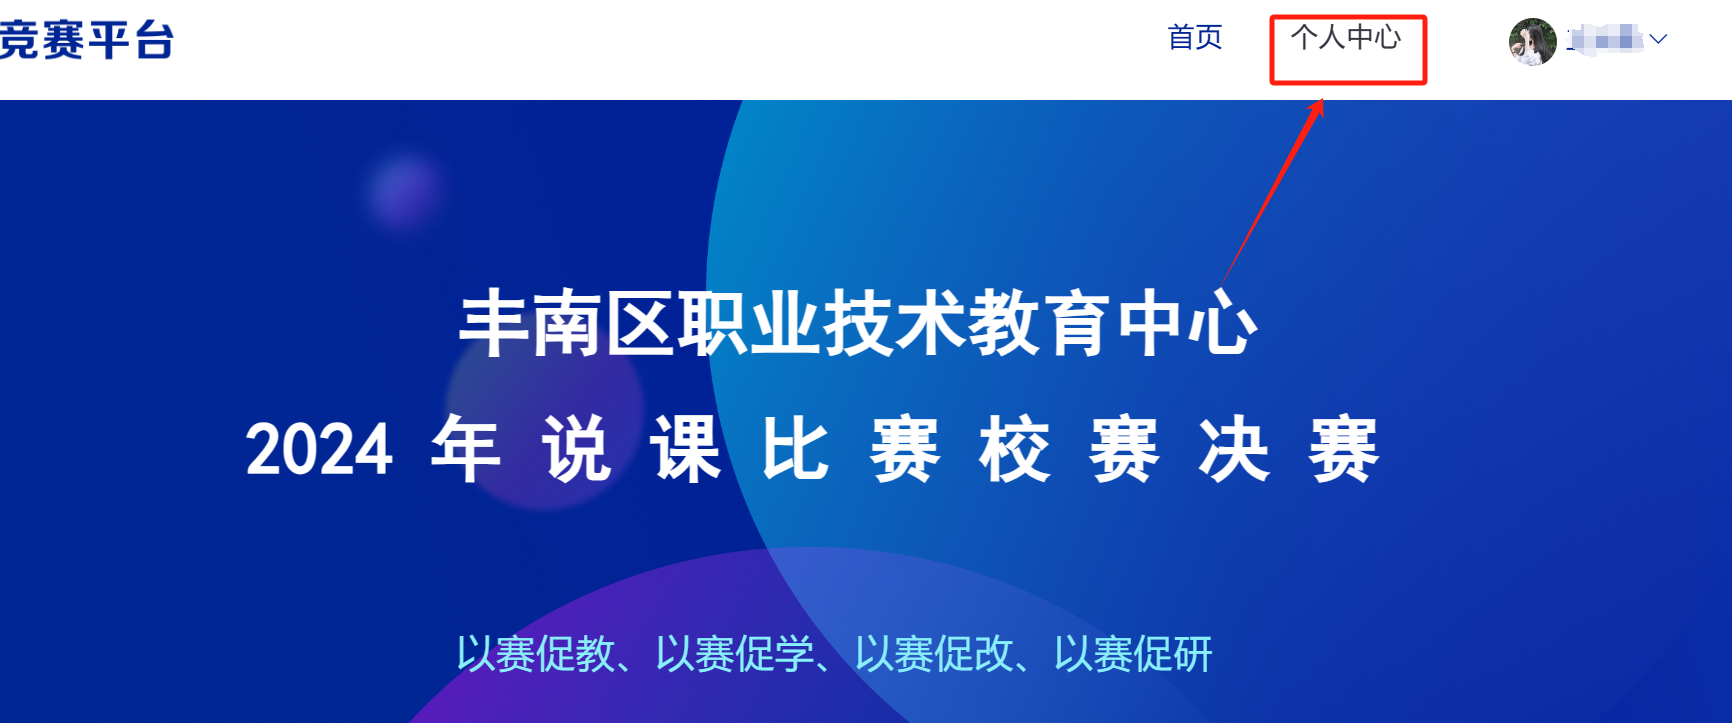 竞赛平台
首页 个人中心
丰南区职业技术教育中心
2024 年 说 课 比 赛 校 赛 决 赛
以赛促教、以赛促学、以赛促改、以赛促研